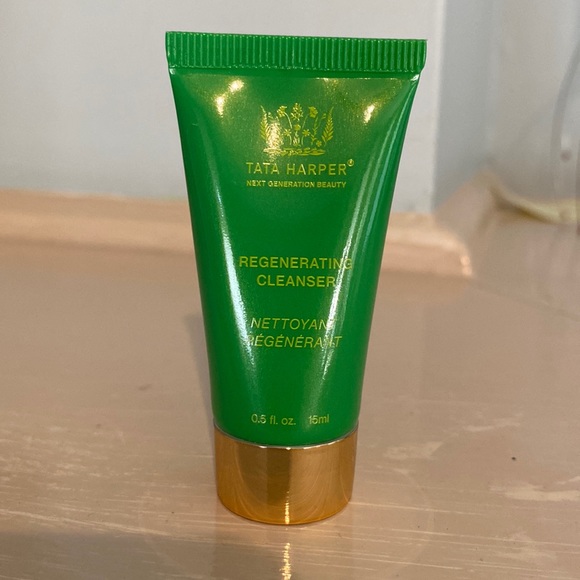 TATA HARPER®
NEXT GENERATION BEAUTY
REGENERATING
CLEANSER
NETTOYANT
RÉGÉNÉRANT
0.5 fl. oz. 15ml